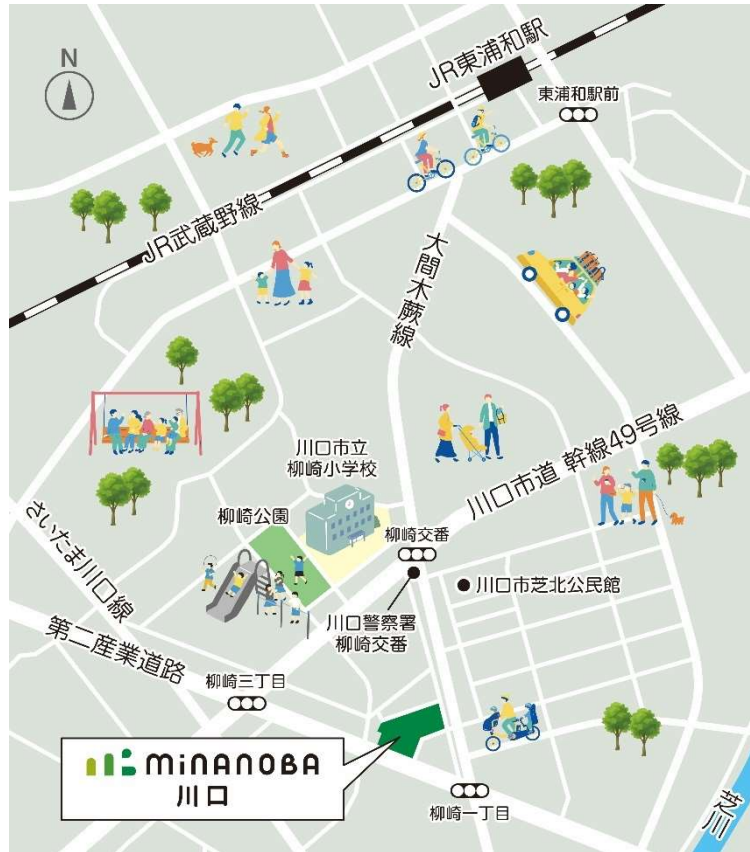 N
JR東浦和駅
東浦和駅前
JR武蔵野線
大間木蕨線
川口市立
柳崎小学校
川口市道 幹線49号線
柳崎公園
柳崎交番
さいたま川口線
川口市芝北公民館
川口警察署
柳崎交番
第二産業道路
柳崎三丁目
MiNANOBA
川口
柳崎一丁目
芝川